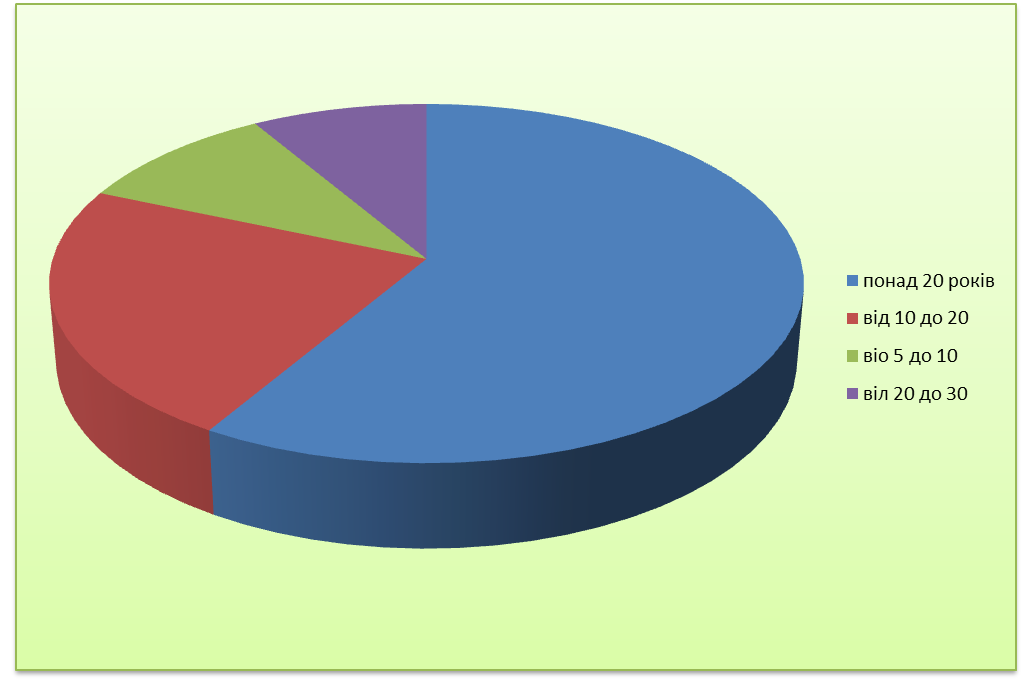 понад 20 років
від 10 до 20
віо 5 до 10
віл 20 до 30